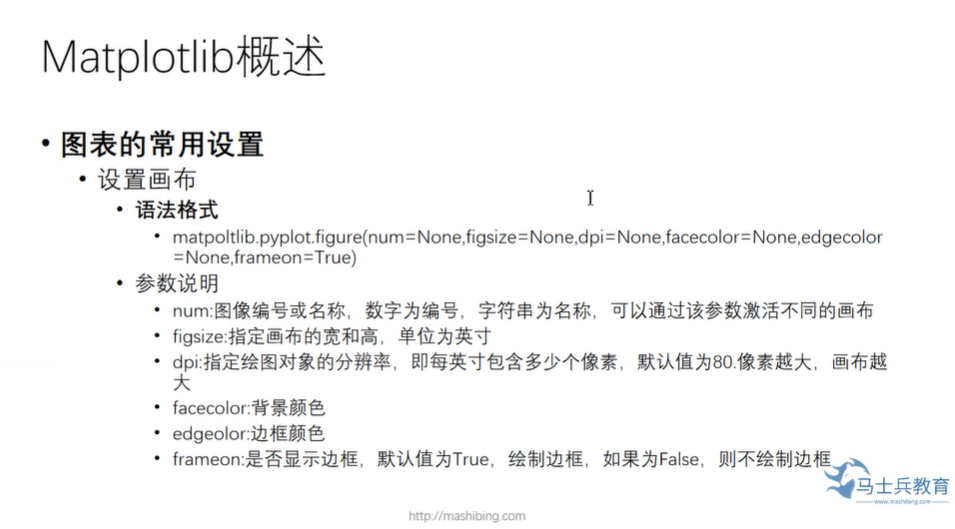 Matplotlib概述
• 图表的常用设置
• 设置画布
• 语法格式
• matpoltlib.pyplot.figure(num=None,figsize=None,dpi=None,facecolor=None,edgecolor
=None,frameon=True)
• 参数说明
• num:图像编号或名称，数字为编号，字符串为名称，可以通过该参数激活不同的画布
• figsize:指定画布的宽和高，单位为英寸
• dpi:指定绘图对象的分辨率，即每英寸包含多少个像素，默认值为80.像素越大，画布越
大
• facecolor:背景颜色
• edgeolor:边框颜色
• frameon:是否显示边框，默认值为True，绘制边框，如果为False，则不绘制边框
马士兵教育
www.mashibing.com
http://mashibing.com